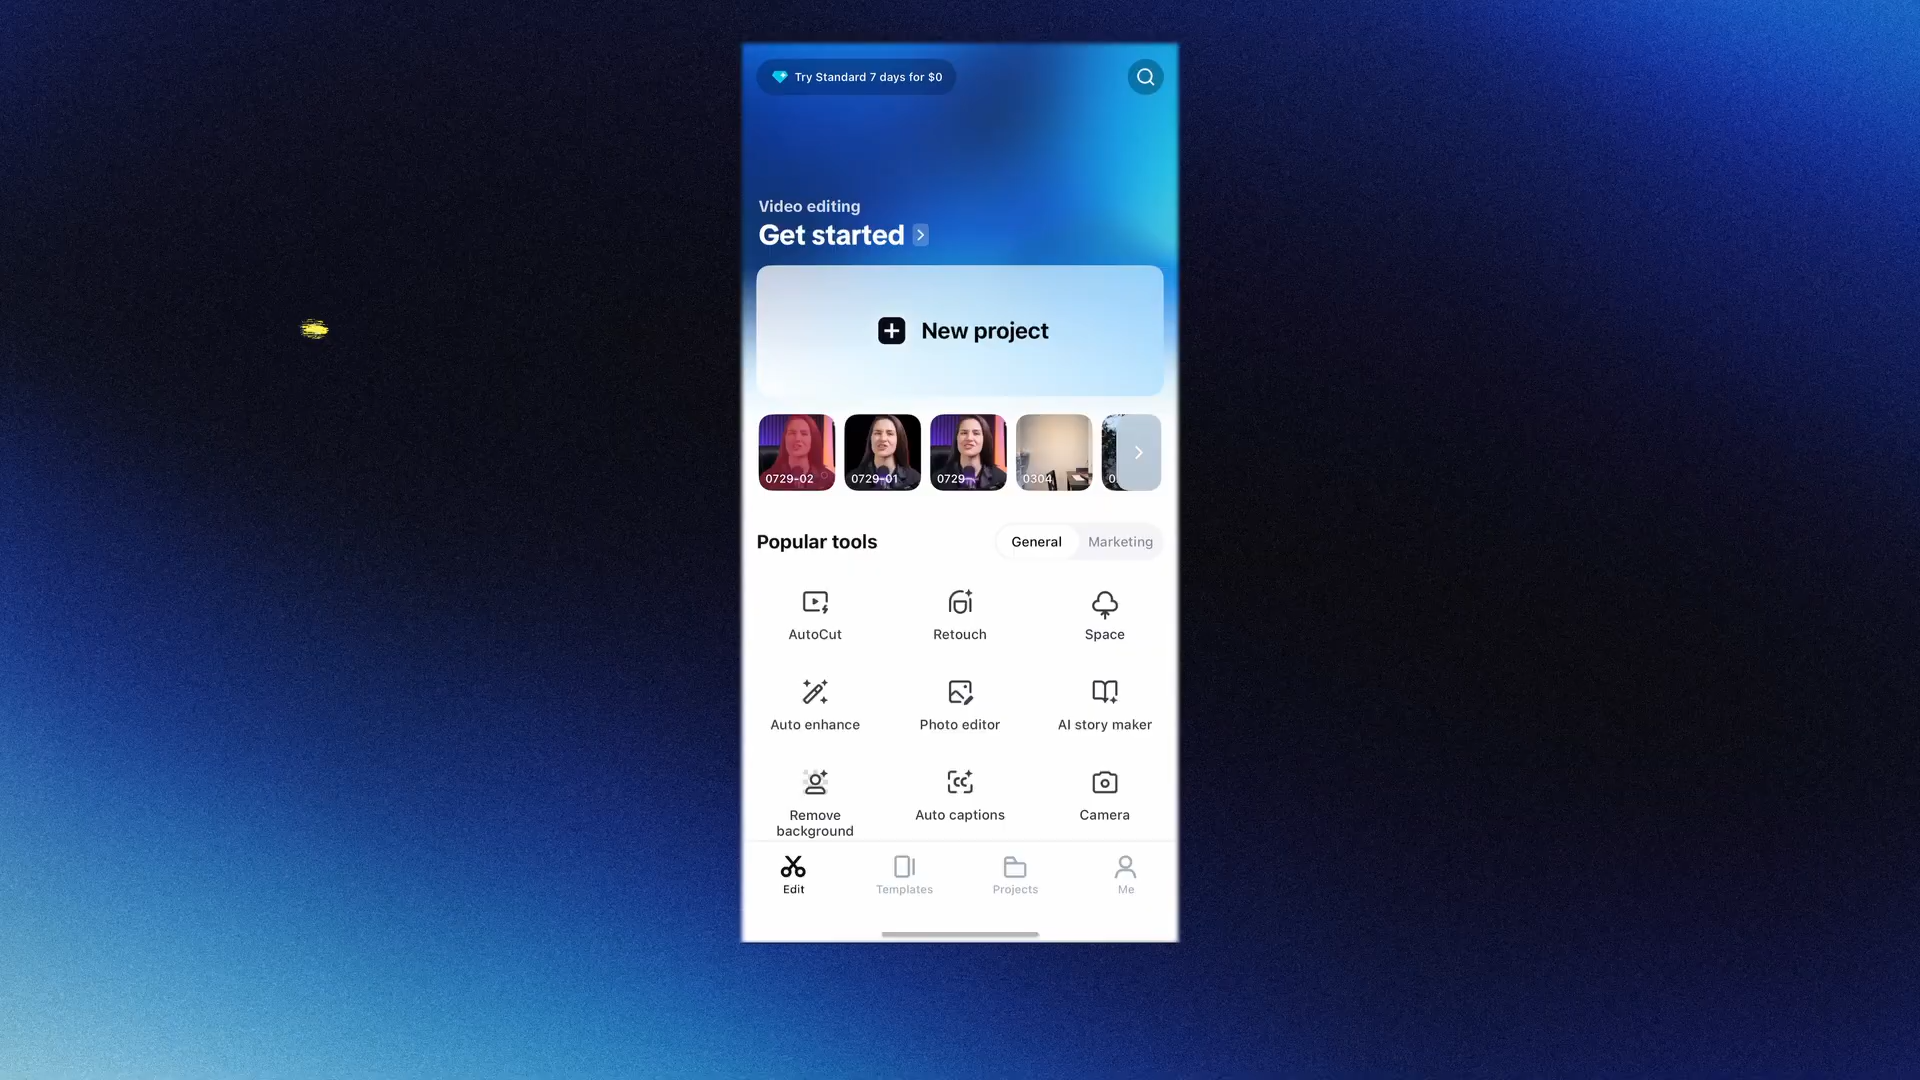 Try Standard 7 days for $0
Video editing
Get started
New project
0729-02
0729-01
0729
0304
Popular tools
General
Marketing
AutoCut
Retouch
Space
Auto enhance
Photo editor
AI story maker
Remove
background
Auto captions
Camera
Edit
Templates
Projects
Me